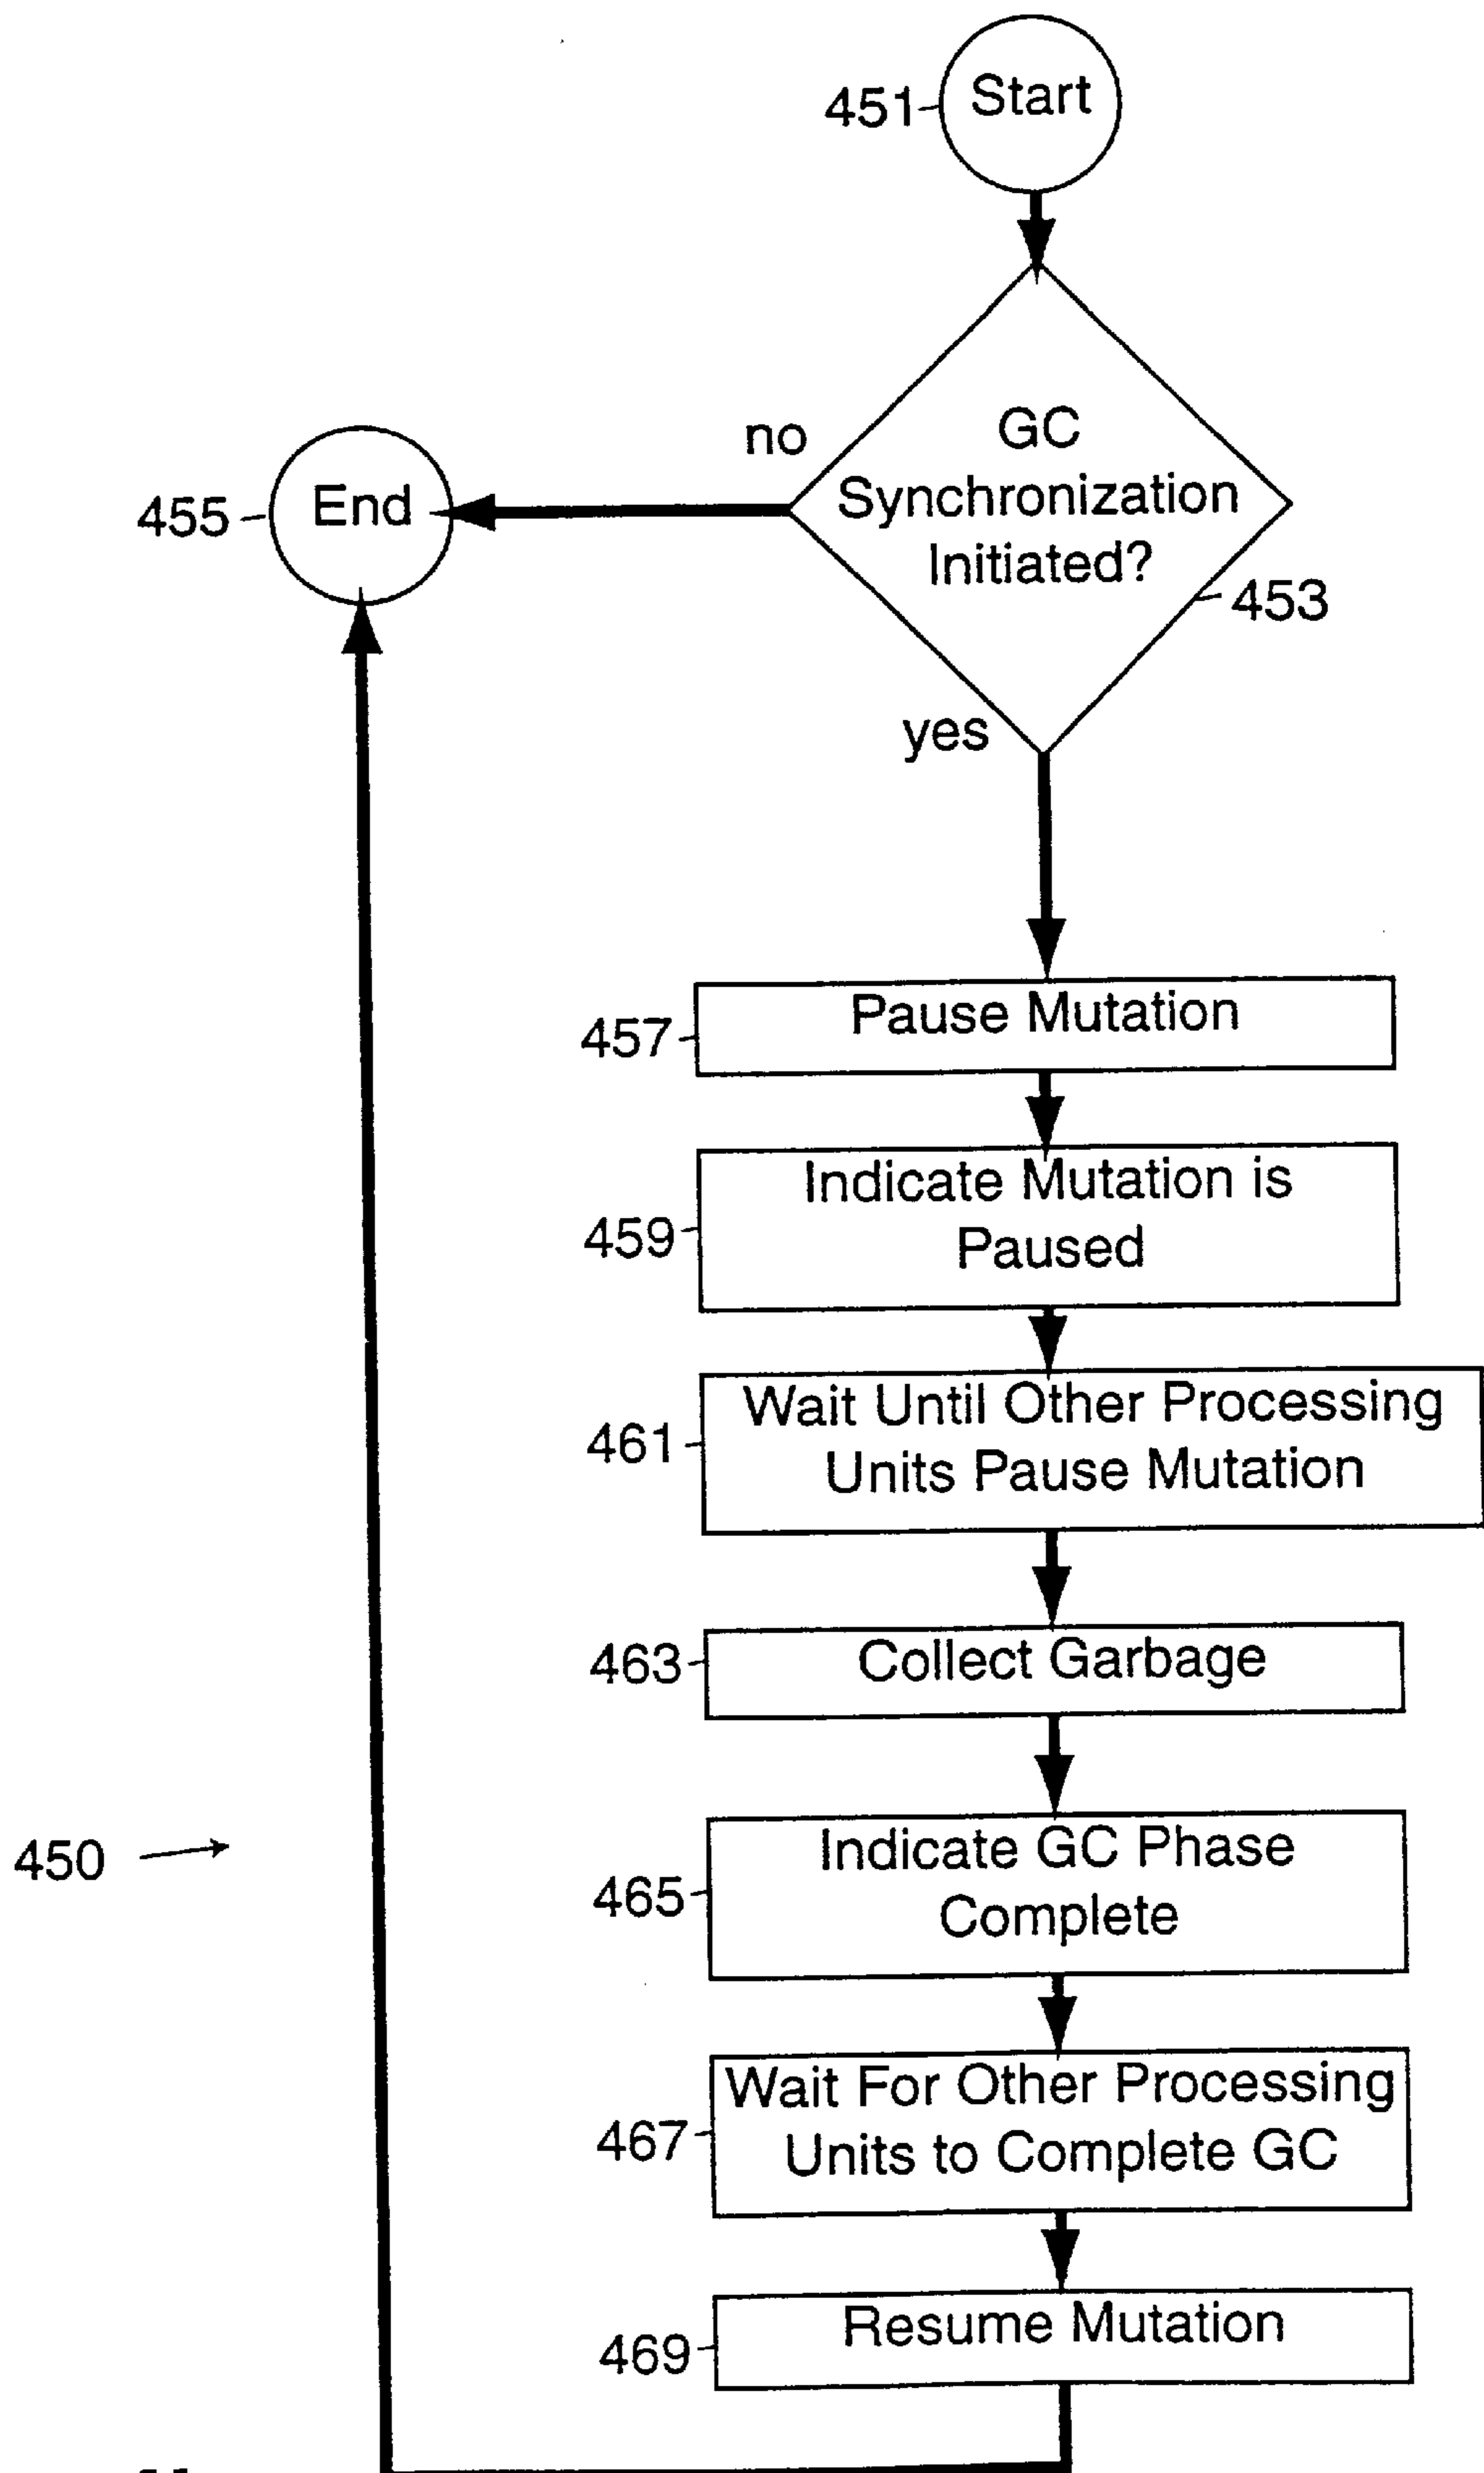 451
Start
GC
Synchronization
Initiated?
453
no
455
End
yes
457
Pause Mutation
459
Indicate Mutation is
Paused
461
Wait Until Other Processing
Units Pause Mutation
463
Collect Garbage
450
465
Indicate GC Phase
Complete
467
Wait For Other Processing
Units to Complete GC
469
Resume Mutation